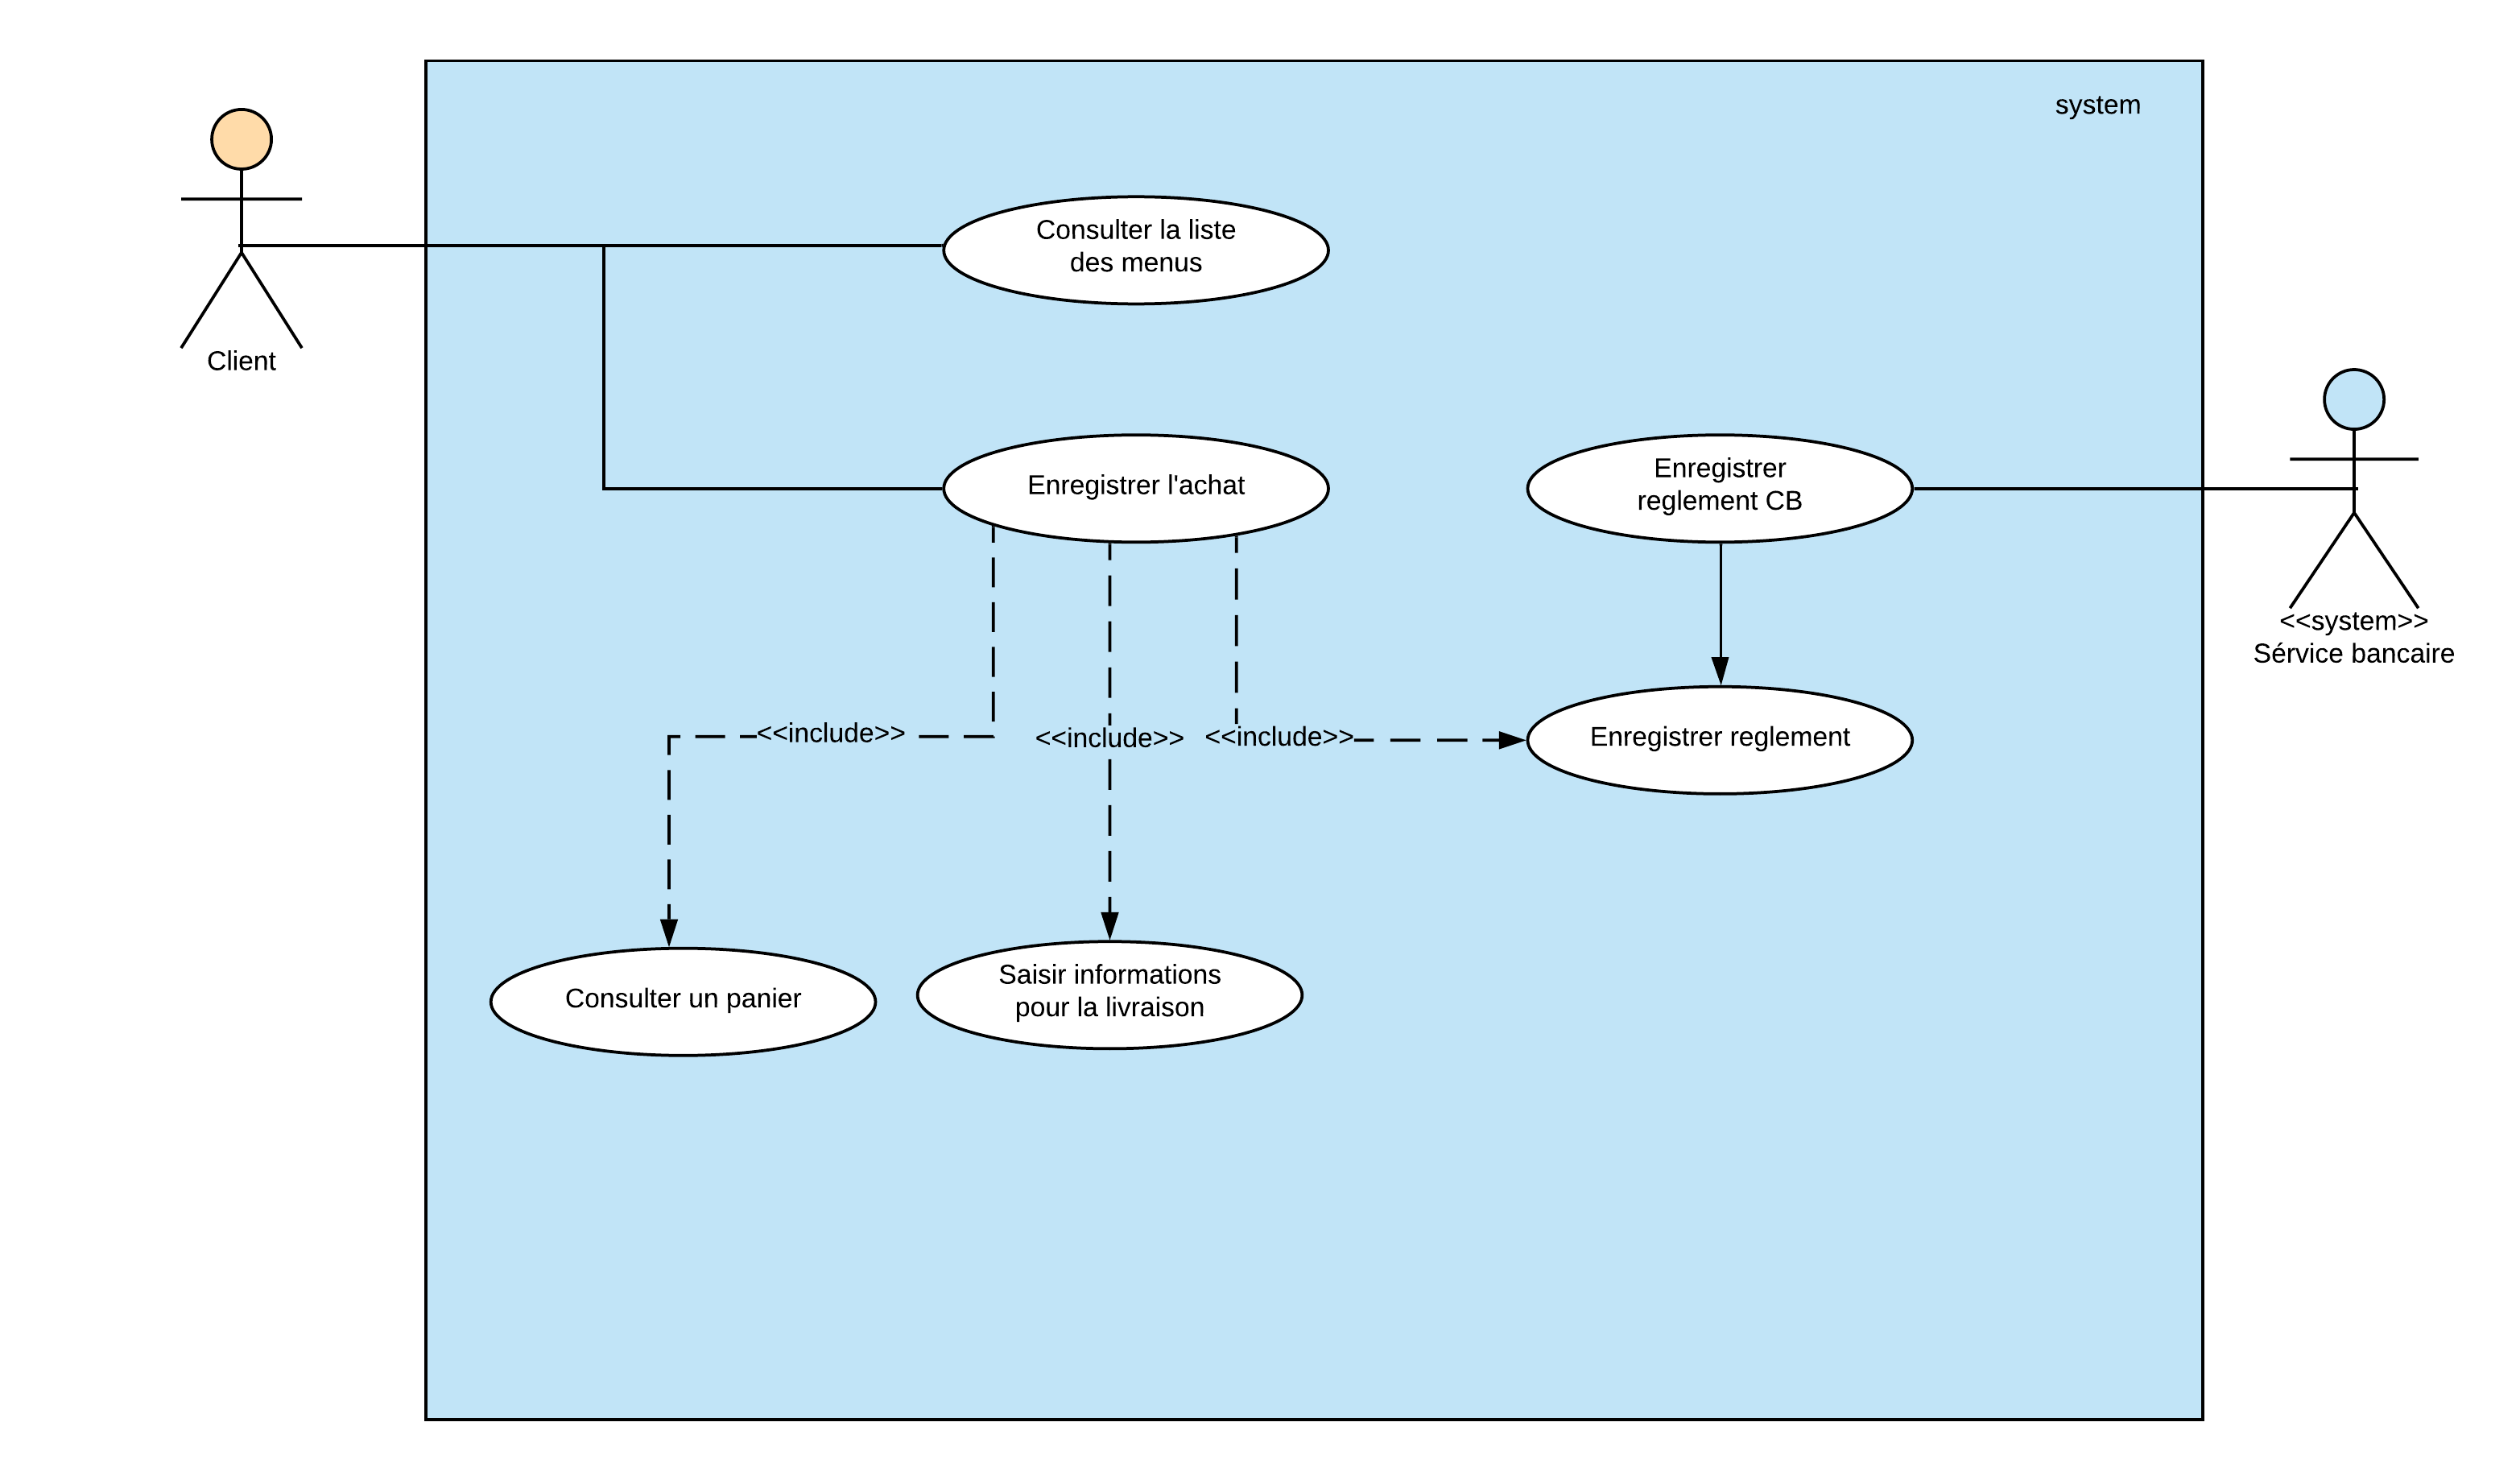 system
Consulter la liste
des menus
Client
Enregistrer l'achat
Enregistrer
reglement CB
<<system>>
Sérvice bancaire
<<include>>
<<include>>
<<include>>
Enregistrer reglement
Consulter un panier
Saisir informations
pour la livraison